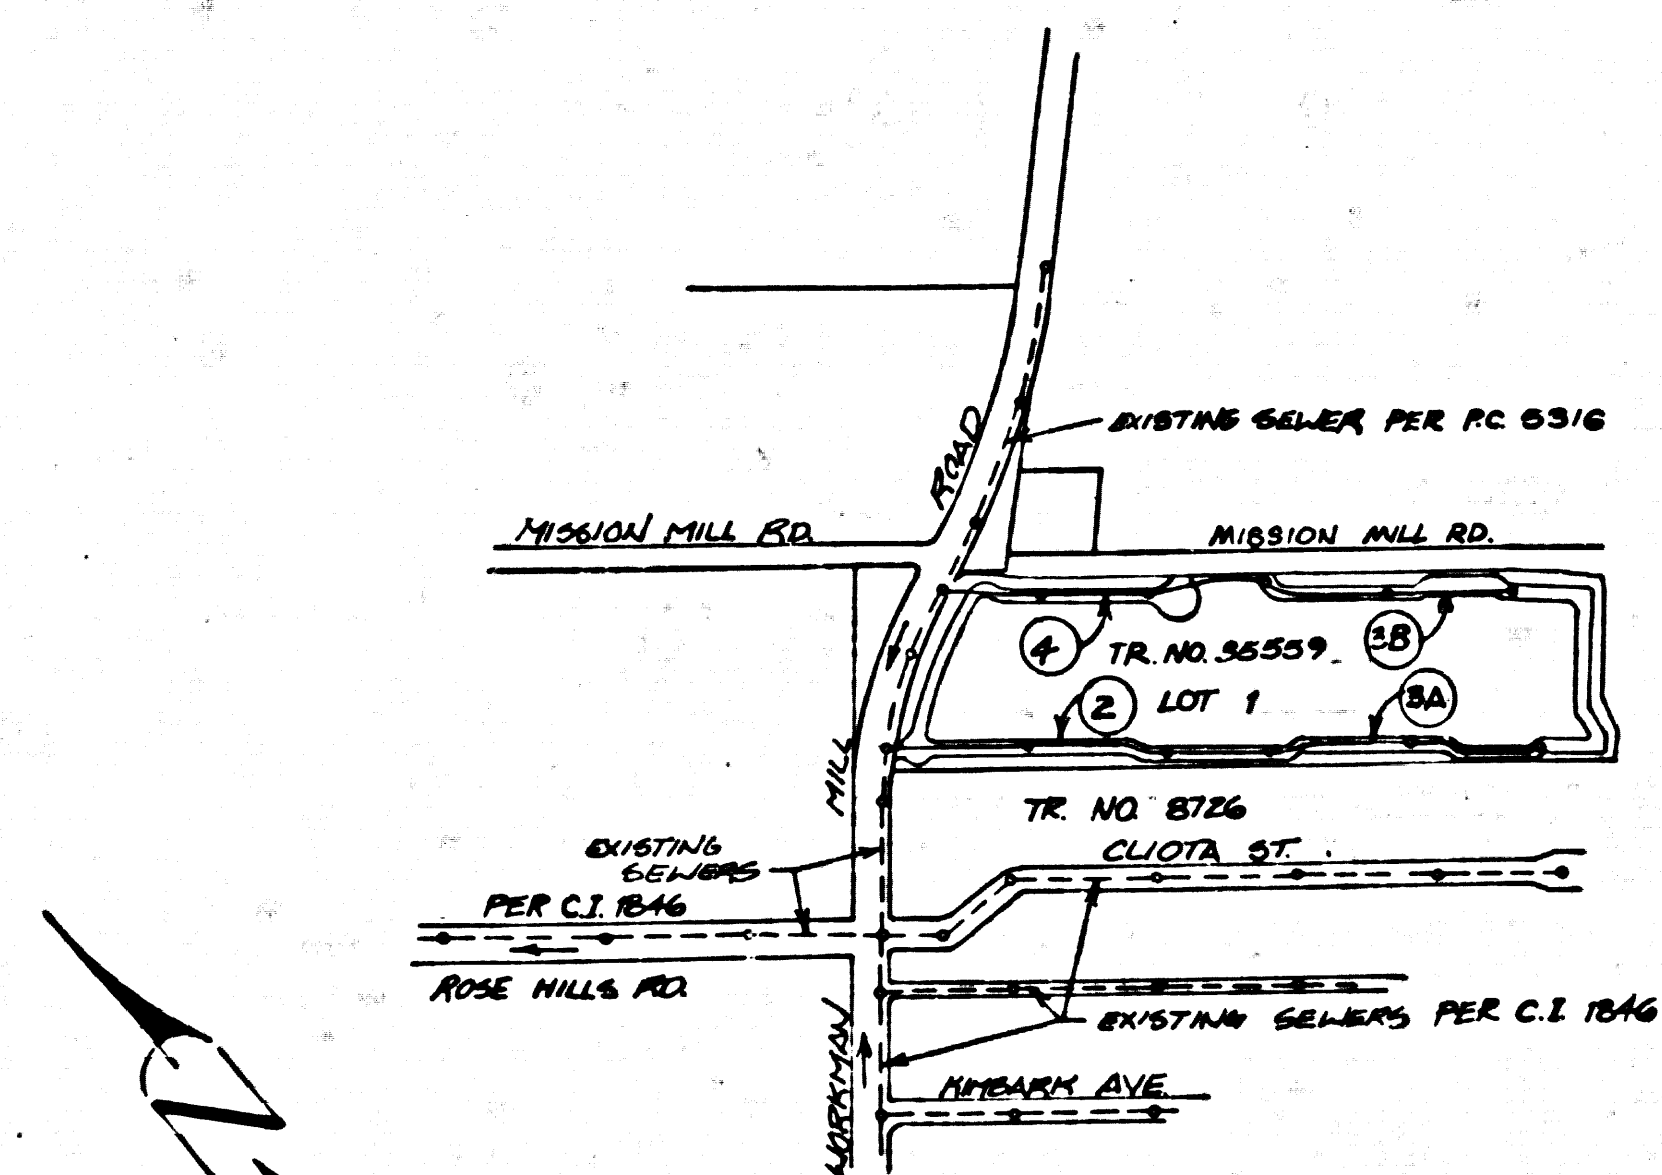 EXISTING SEWER PER P.C. 5316
ROAD
MISSION MILL RD.
MISSION MILL RD.
4
TR. NO. 35559
3B
2
LOT 1
3A
MILL
TR. NO. 8726
EXISTING
SEWERS
CLIOTA ST.
PER C.I. 1846
ROSE HILLS RD.
EXISTING SEWERS PER C.I. 1846
WORKMAN
KIMBARK AVE.